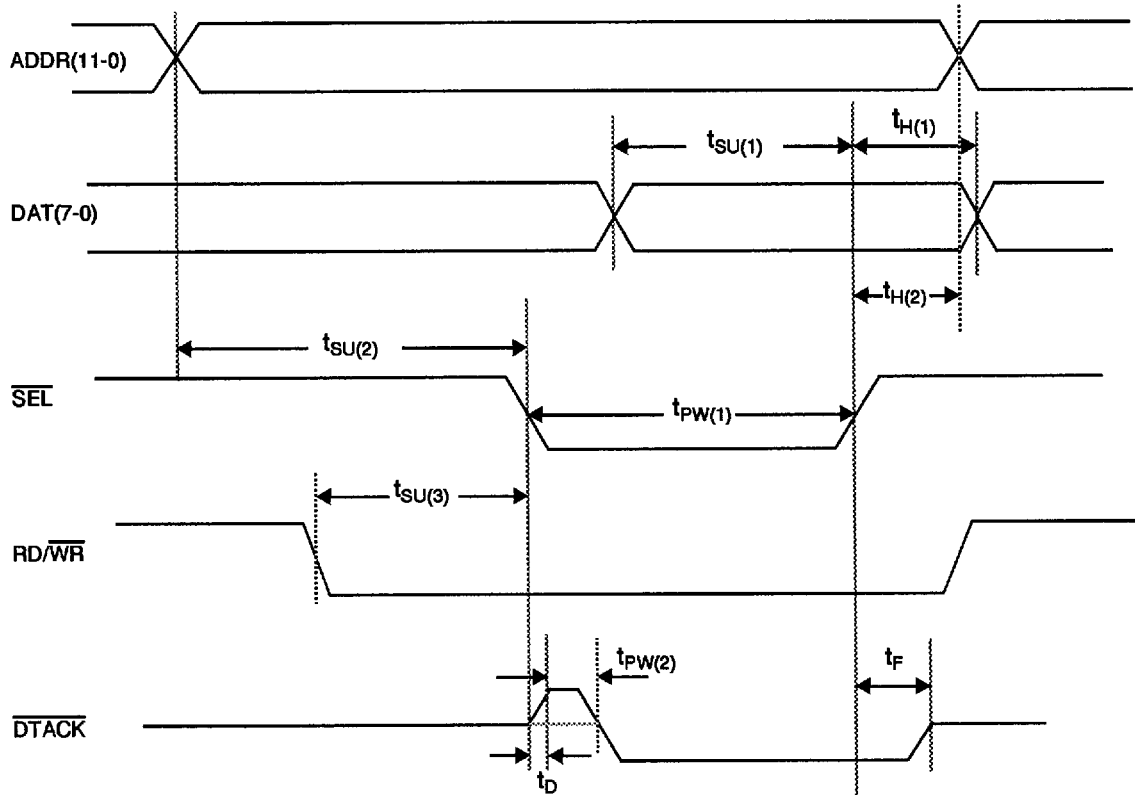 ADDR(11-0)
tH(1)
tSU(1)
DAT(7-0)
tH(2)
tSU(2)
SEL
tPW(1)
tSU(3)
RD/WR
tPW(2)
tF
DTACK
tD